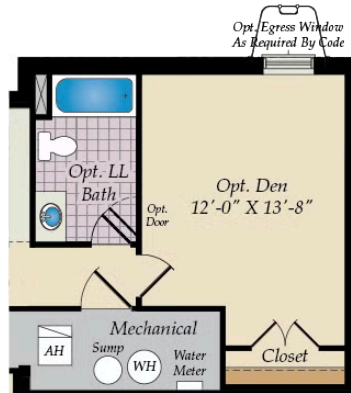 Opt. Egress Window
As Required By Code
Opt. LL
Bath
Opt.
Door
Opt. Den
12'-0" X 13'-8"
Mechanical
AH
Sump
WH
Water
Meter
Closet